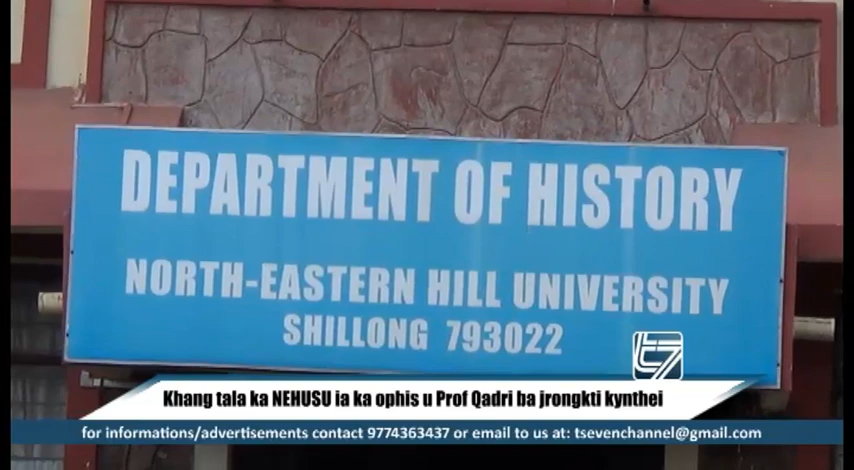 DEPARTMENT OF HISTORY
NORTH-EASTERN HILL UNIVERSITY
SHILLONG 793022
t7
Khang tala ka NEHUSU ia ka ophis u Prof Qadri ba jrongkti kynthei
for informations/advertisements contact 9774363437 or email to us at: tsevenchannel@gmail.com